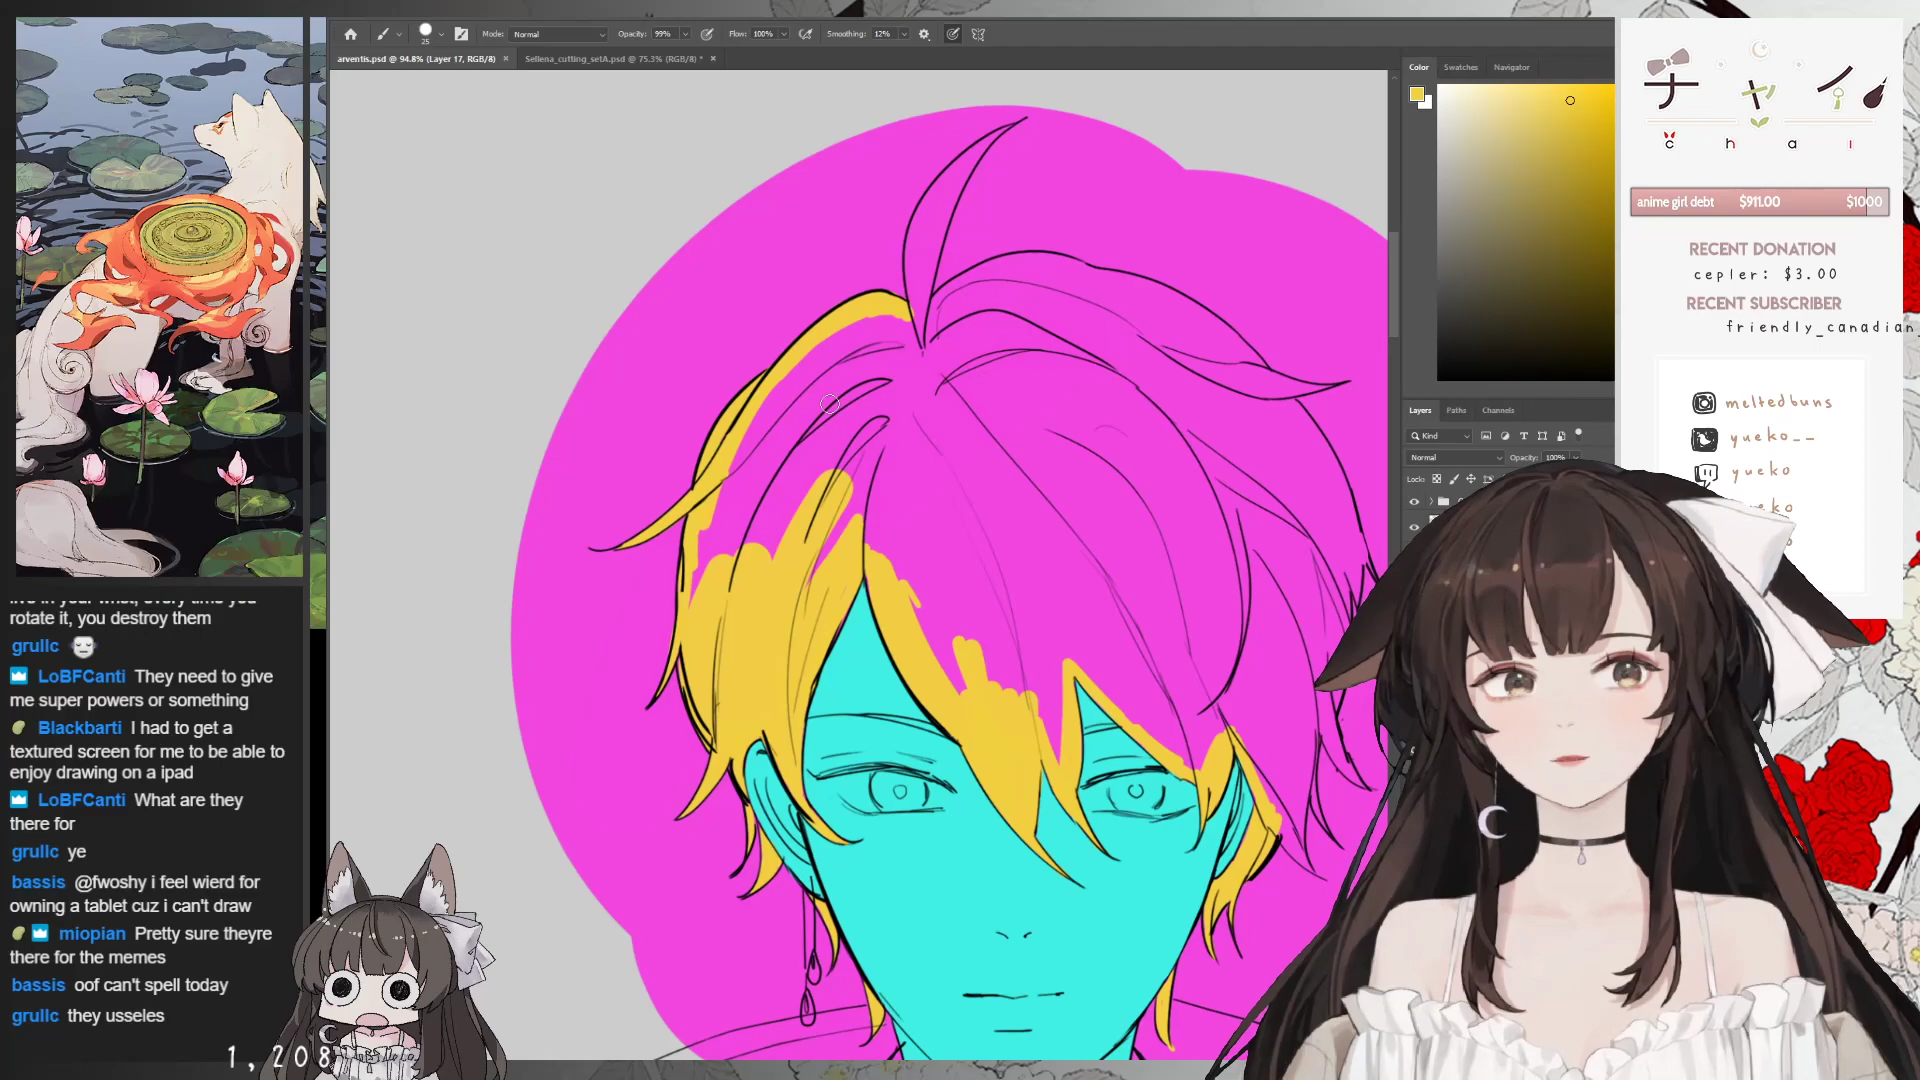 Mode: Normal
Opacity: 99%
Flow: 100%
Smoothing: 12%
25
arventis.psd @ 94.8% (Layer 17, RGB/8)
Sellena_cutting_setA.psd @ 75.3% (RGB/8) *
Color
Swatches
Navigator
Layers
Paths
Channels
Kind
Normal
Opacity: 100%
Lock:
チャイ
c h a i
anime girl debt $911.00 $1000
RECENT DONATION
cepler: $3.00
RECENT SUBSCRIBER
friendly_canadian
meltedbuns
yueko__
yueko
rotate it, you destroy them
grullc
LoBFCanti They need to give
me super powers or something
Blackbarti I had to get a
textured screen for me to be able to
enjoy drawing on a ipad
LoBFCanti What are they
there for
grullc ye
bassis @fwoshy i feel wierd for
owning a tablet cuz i can't draw
miopian Pretty sure theyre
there for the memes
bassis oof can't spell today
grullc they usseles
1,208